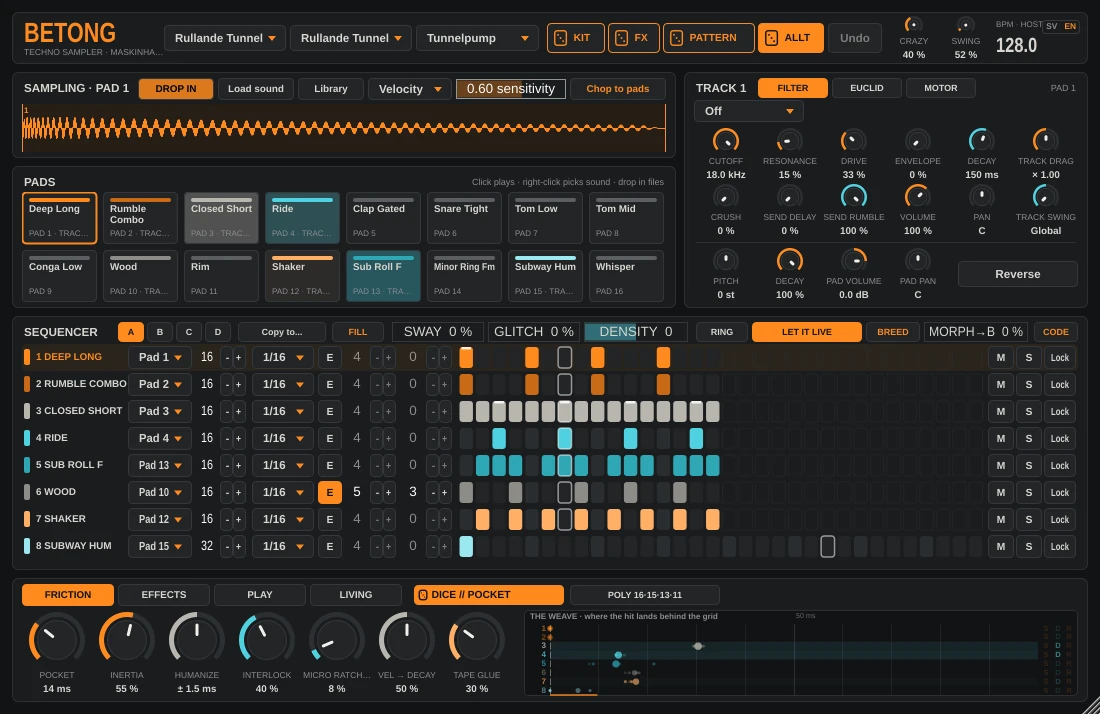 BETONG
TECHNO SAMPLER · MASKINHA...
Rullande Tunnel Rullande Tunnel Tunnelpump
KIT FX PATTERN ALLT Undo
CRAZY 40 % SWING 52 %
BPM · HOST SV EN
128.0
SAMPLING · PAD 1 DROP IN Load sound Library Velocity 0.60 sensitivity Chop to pads
1
PADS Click plays · right-click picks sound · drop in files
Deep Long Rumble Combo Closed Short Ride Clap Gated Snare Tight Tom Low Tom Mid
PAD 1 · TRAC... PAD 2 · TRAC... PAD 3 · TRAC... PAD 4 · TRAC... PAD 5 PAD 6 PAD 7 PAD 8
Conga Low Wood Rim Shaker Sub Roll F Minor Ring Fm Subway Hum Whisper
PAD 9 PAD 10 · TRA... PAD 11 PAD 12 · TRA... PAD 13 · TRA... PAD 14 PAD 15 · TRA... PAD 16
TRACK 1 FILTER EUCLID MOTOR PAD 1
Off
CUTOFF RESONANCE DRIVE ENVELOPE DECAY TRACK DRAG
18.0 kHz 15 % 33 % 0 % 150 ms × 1.00
CRUSH SEND DELAY SEND RUMBLE VOLUME PAN TRACK SWING
0 % 0 % 100 % 100 % C Global
PITCH DECAY PAD VOLUME PAD PAN Reverse
0 st 100 % 0.0 dB C
SEQUENCER A B C D Copy to... FILL SWAY 0 % GLITCH 0 % DENSITY 0 RING LET IT LIVE BREED MORPH→B 0 % CODE
1 DEEP LONG Pad 1 16 - + 1/16 E 4 - + 0 - + M S Lock
2 RUMBLE COMBO Pad 2 16 - + 1/16 E 4 - + 0 - + M S Lock
3 CLOSED SHORT Pad 3 16 - + 1/16 E 4 - + 0 - + M S Lock
4 RIDE Pad 4 16 - + 1/16 E 4 - + 0 - + M S Lock
5 SUB ROLL F Pad 13 16 - + 1/16 E 4 - + 0 - + M S Lock
6 WOOD Pad 10 16 - + 1/16 E 5 - + 3 - + M S Lock
7 SHAKER Pad 12 16 - + 1/16 E 4 - + 0 - + M S Lock
8 SUBWAY HUM Pad 15 32 - + 1/16 E 4 - + 0 - + M S Lock
FRICTION EFFECTS PLAY LIVING DICE // POCKET POLY 16·15·13·11
POCKET INERTIA HUMANIZE INTERLOCK MICRO RATCH... VEL → DECAY TAPE GLUE
14 ms 55 % ± 1.5 ms 40 % 8 % 50 % 30 %
THE WEAVE · where the hit lands behind the grid 50 ms
1 S D R
2 S D R
3 S D R
4 S D R
5 S D R
6 S D R
7 S D R
8 S D R